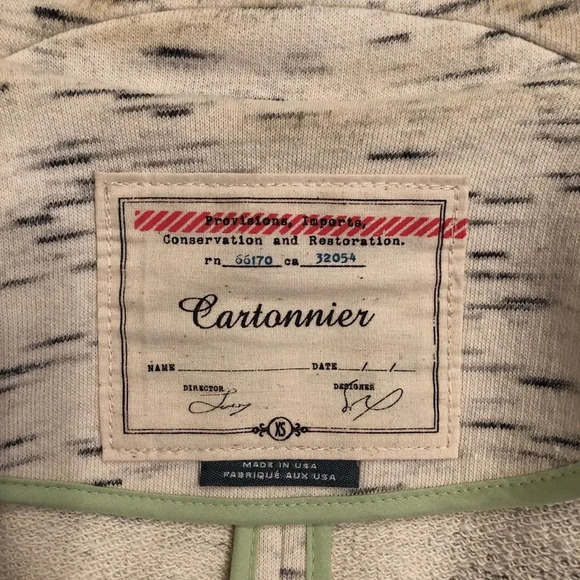 Provisions, Imports,
Conservation and Restoration.
rn 66170 ca 32054
Cartonnier
NAME DATE / /
DIRECTOR DESIGNER
XS
MADE IN USA
FABRIQUÉ AUX USA